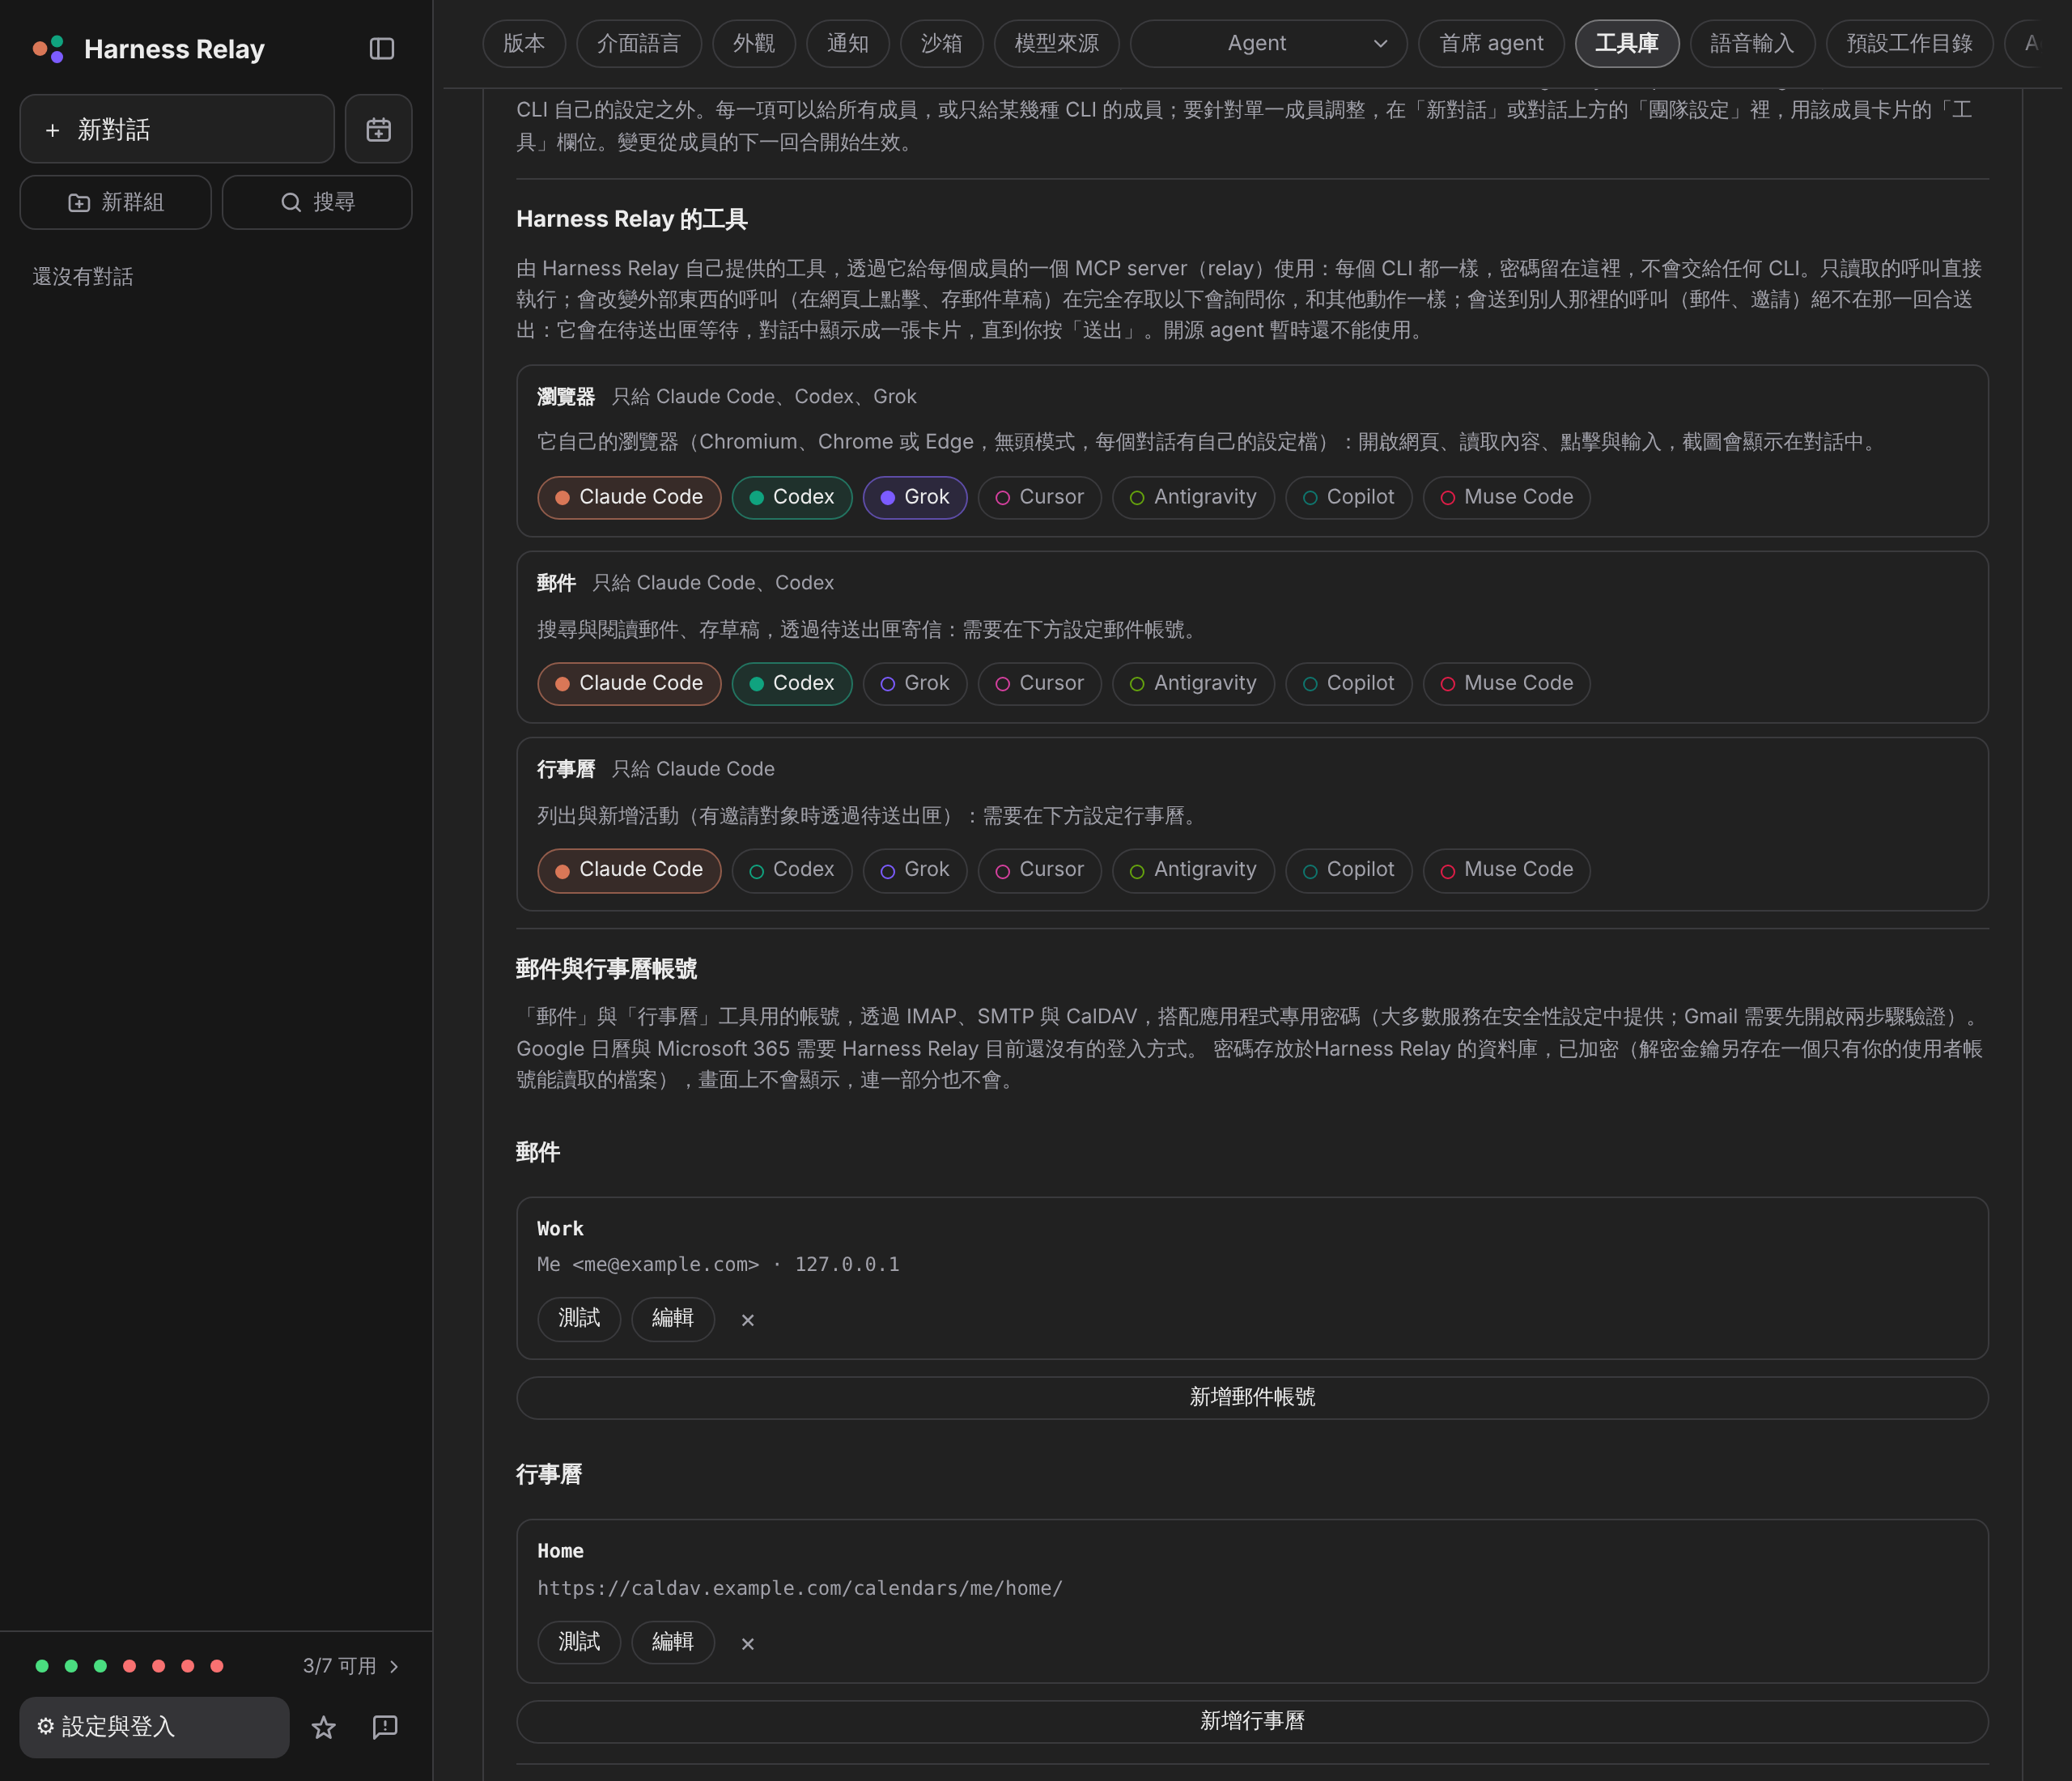 Harness Relay
+ 新對話
新群組
搜尋
還沒有對話
3/7 可用
設定與登入
版本
介面語言
外觀
通知
沙箱
模型來源
Agent
首席 agent
工具庫
語音輸入
預設工作目錄
CLI 自己的設定之外。每一項可以給所有成員，或只給某幾種 CLI 的成員；要針對單一成員調整，在「新對話」或對話上方的「團隊設定」裡，用該成員卡片的「工
具」欄位。變更從成員的下一回合開始生效。
Harness Relay 的工具
由 Harness Relay 自己提供的工具，透過它給每個成員的一個 MCP server（relay）使用：每個 CLI 都一樣，密碼留在這裡，不會交給任何 CLI。只讀取的呼叫直接
執行；會改變外部東西的呼叫（在網頁上點擊、存郵件草稿）在完全存取以下會詢問你，和其他動作一樣；會送到別人那裡的呼叫（郵件、邀請）絕不在那一回合送
出：它會在待送出匣等待，對話中顯示成一張卡片，直到你按「送出」。開源 agent 暫時還不能使用。
瀏覽器 只給 Claude Code、Codex、Grok
它自己的瀏覽器（Chromium、Chrome 或 Edge，無頭模式，每個對話有自己的設定檔）：開啟網頁、讀取內容、點擊與輸入，截圖會顯示在對話中。
Claude Code Codex Grok Cursor Antigravity Copilot Muse Code
郵件 只給 Claude Code、Codex
搜尋與閱讀郵件、存草稿，透過待送出匣寄信：需要在下方設定郵件帳號。
Claude Code Codex Grok Cursor Antigravity Copilot Muse Code
行事曆 只給 Claude Code
列出與新增活動（有邀請對象時透過待送出匣）：需要在下方設定行事曆。
Claude Code Codex Grok Cursor Antigravity Copilot Muse Code
郵件與行事曆帳號
「郵件」與「行事曆」工具用的帳號，透過 IMAP、SMTP 與 CalDAV，搭配應用程式專用密碼（大多數服務在安全性設定中提供；Gmail 需要先開啟兩步驟驗證）。
Google 日曆與 Microsoft 365 需要 Harness Relay 目前還沒有的登入方式。 密碼存放於Harness Relay 的資料庫，已加密（解密金鑰另存在一個只有你的使用者帳
號能讀取的檔案），畫面上不會顯示，連一部分也不會。
郵件
Work
Me <me@example.com> · 127.0.0.1
測試 編輯 ×
新增郵件帳號
行事曆
Home
https://caldav.example.com/calendars/me/home/
測試 編輯 ×
新增行事曆